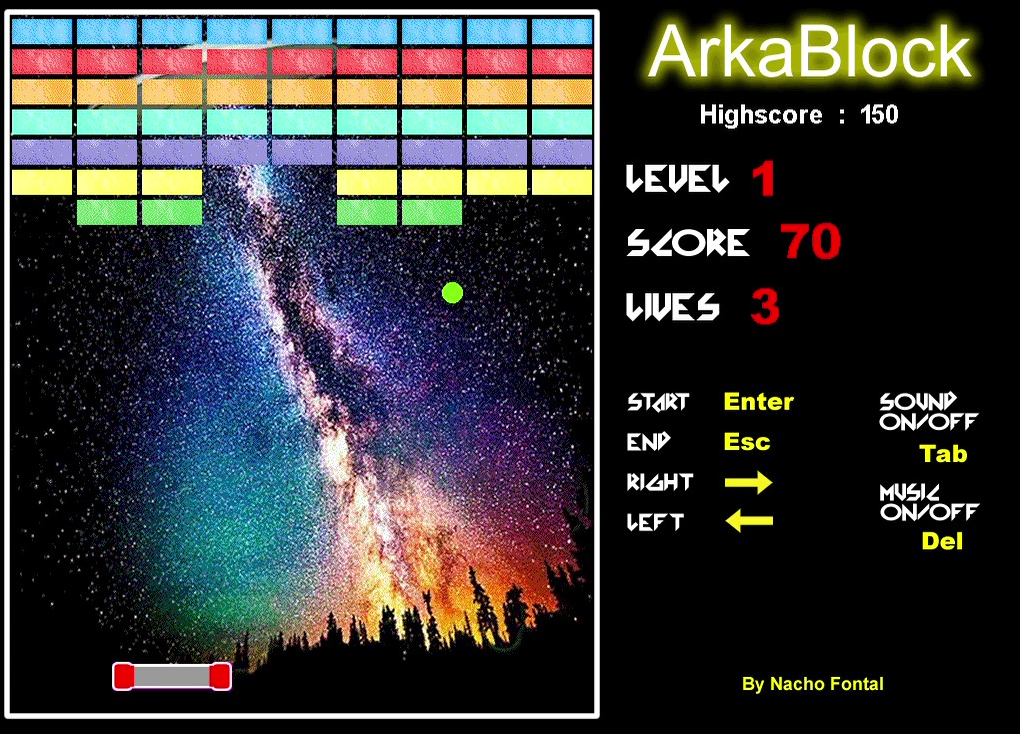 ArkaBlock
Highscore : 150
LEVEL 1
SCORE 70
LIVES 3
START Enter
END Esc
RIGHT
LEFT
SOUND
ON/OFF
Tab
MUSIC
ON/OFF
Del
By Nacho Fontal